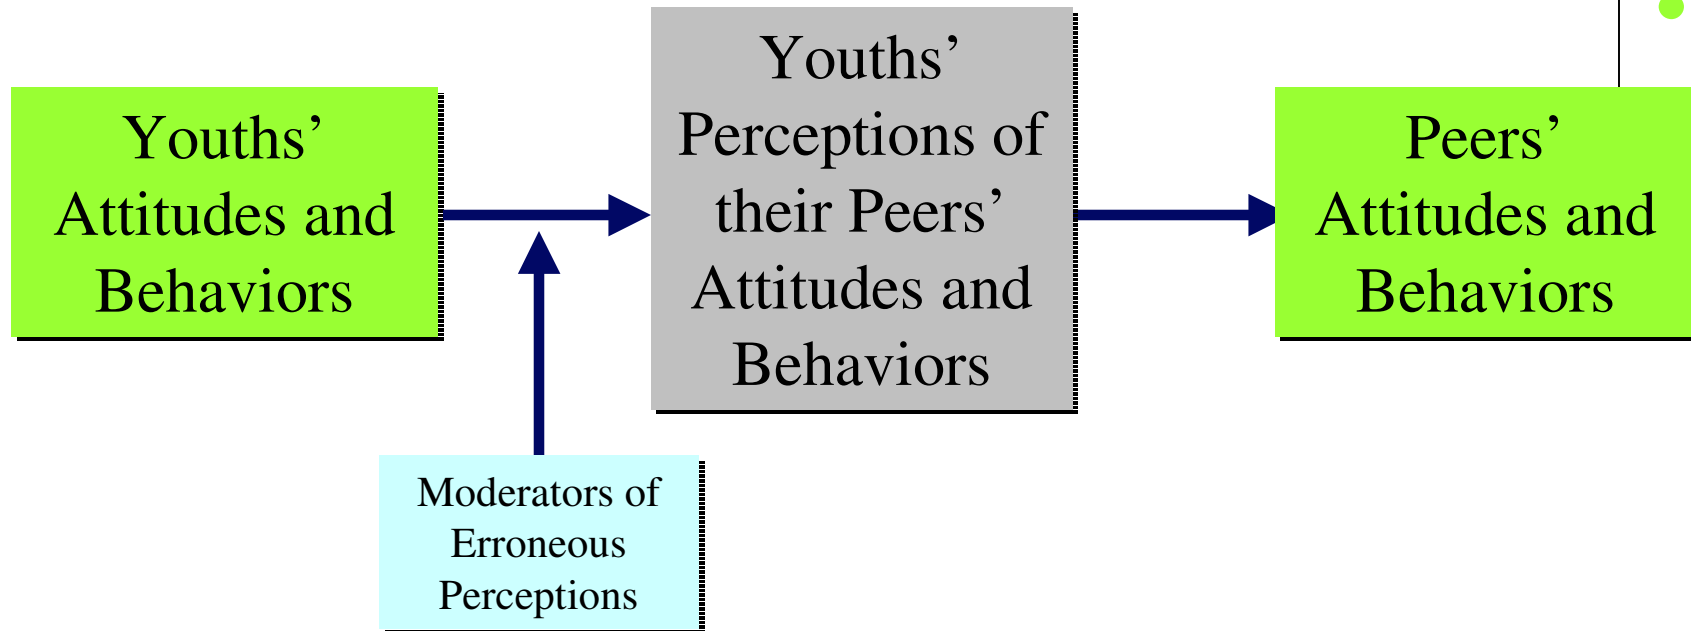 Youths’
Attitudes and
Behaviors
Youths’
Perceptions of
their Peers’
Attitudes and
Behaviors
Peers’
Attitudes and
Behaviors
Moderators of
Erroneous
Perceptions